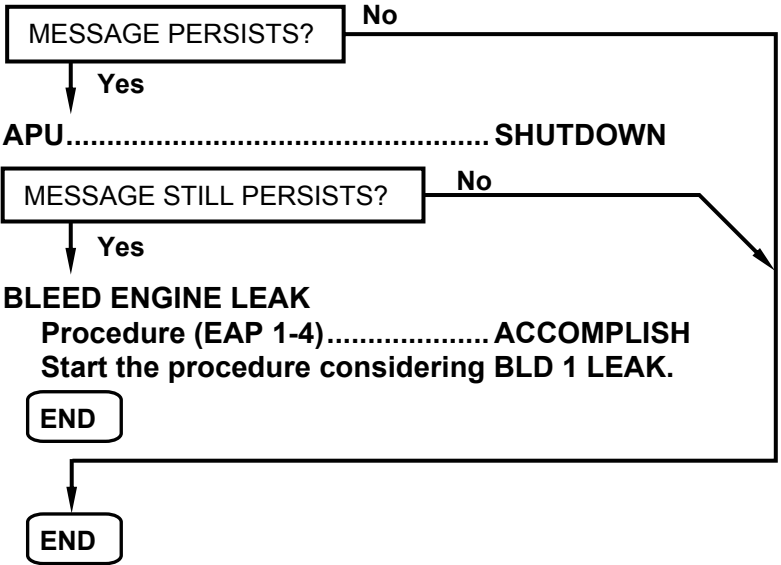 No
MESSAGE PERSISTS?
Yes
APU.................................................... SHUTDOWN
MESSAGE STILL PERSISTS?
No
Yes
BLEED ENGINE LEAK
Procedure (EAP 1-4).................... ACCOMPLISH
Start the procedure considering BLD 1 LEAK.
END
END